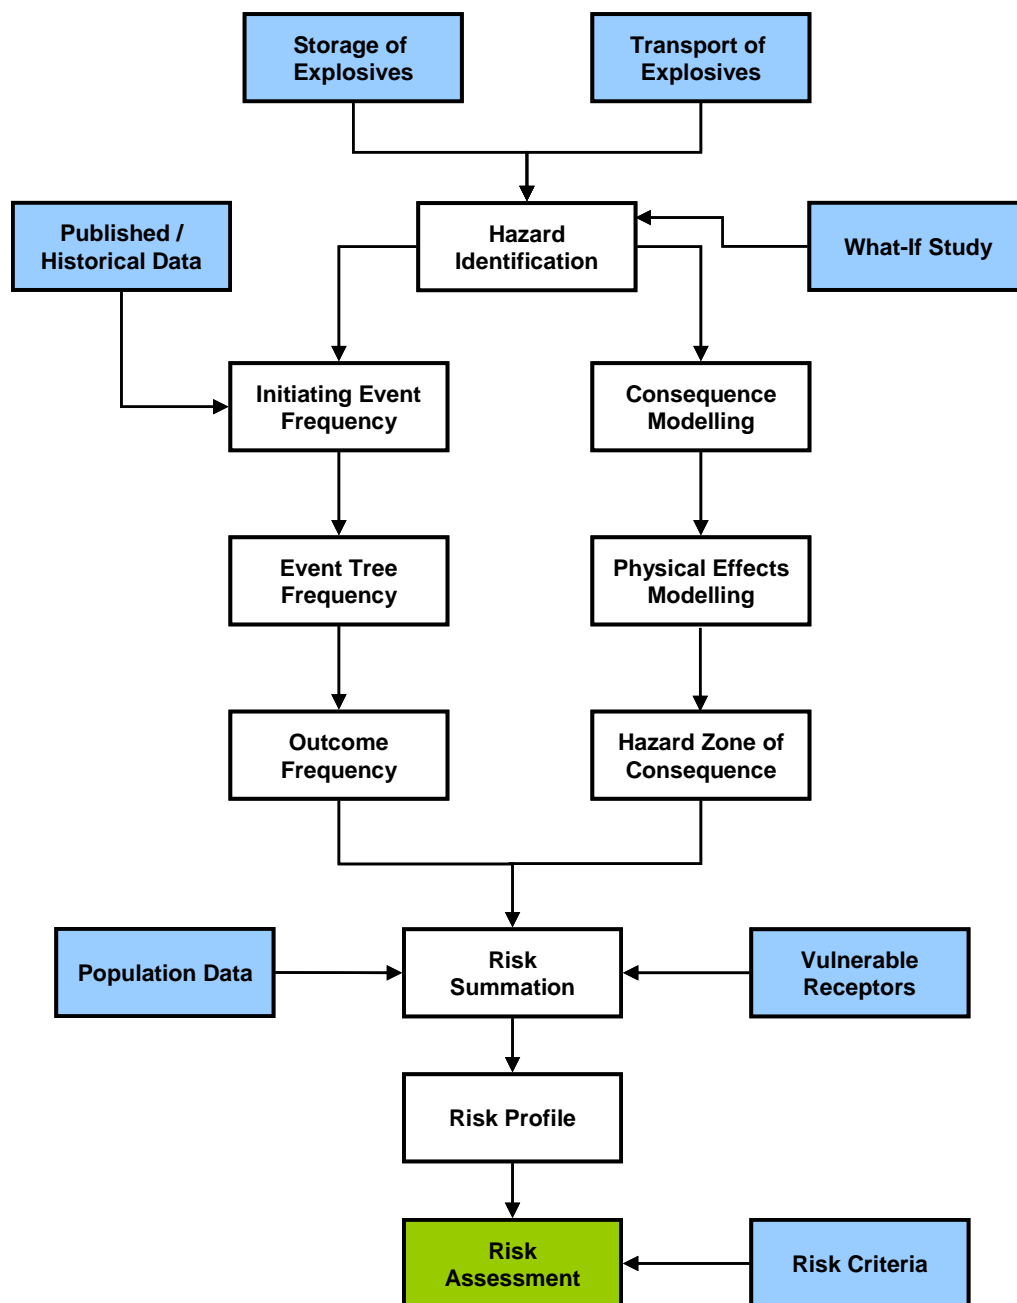 Storage of
Explosives
Transport of
Explosives
Published /
Historical Data
Hazard
Identification
What-If Study
Initiating Event
Frequency
Consequence
Modelling
Event Tree
Frequency
Physical Effects
Modelling
Outcome
Frequency
Hazard Zone of
Consequence
Population Data
Risk
Summation
Vulnerable
Receptors
Risk Profile
Risk
Assessment
Risk Criteria